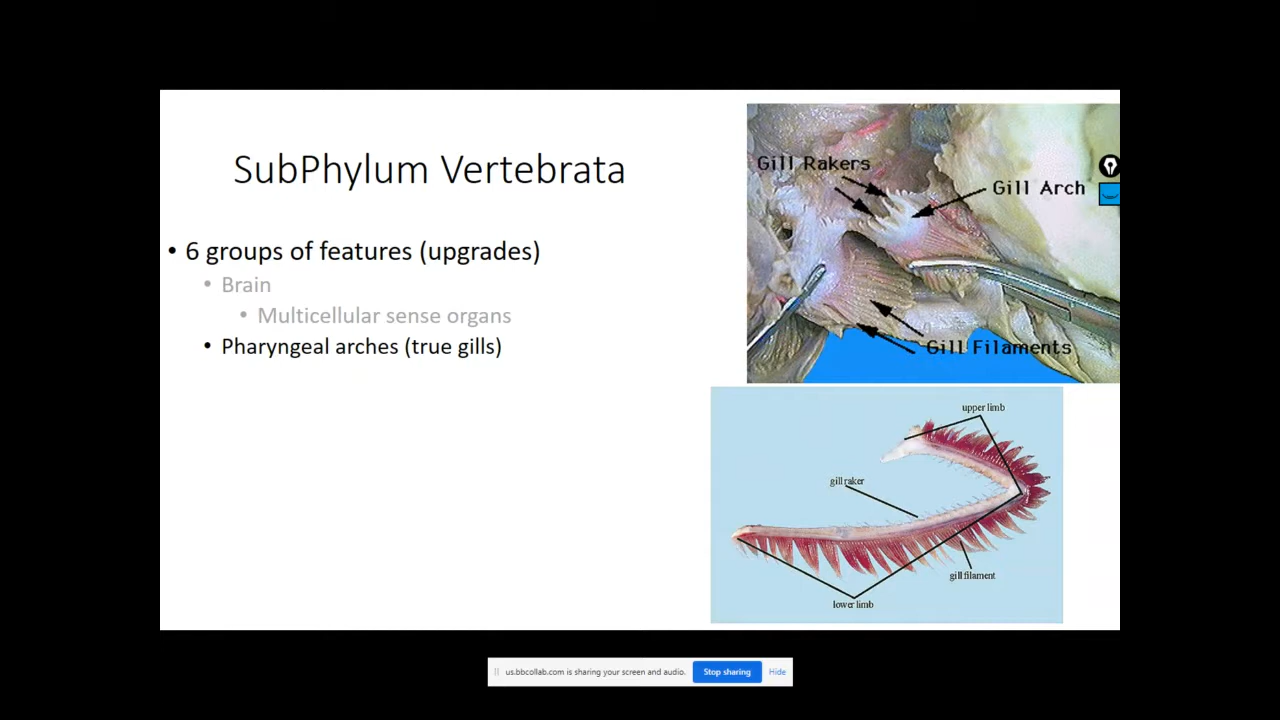 SubPhylum Vertebrata
• 6 groups of features (upgrades)
• Brain
• Multicellular sense organs
• Pharyngeal arches (true gills)
Gill Rakers
Gill Arch
Gill Filaments
upper limb
gill raker
gill filament
lower limb
us.bbcollab.com is sharing your screen and audio.
Stop sharing
Hide